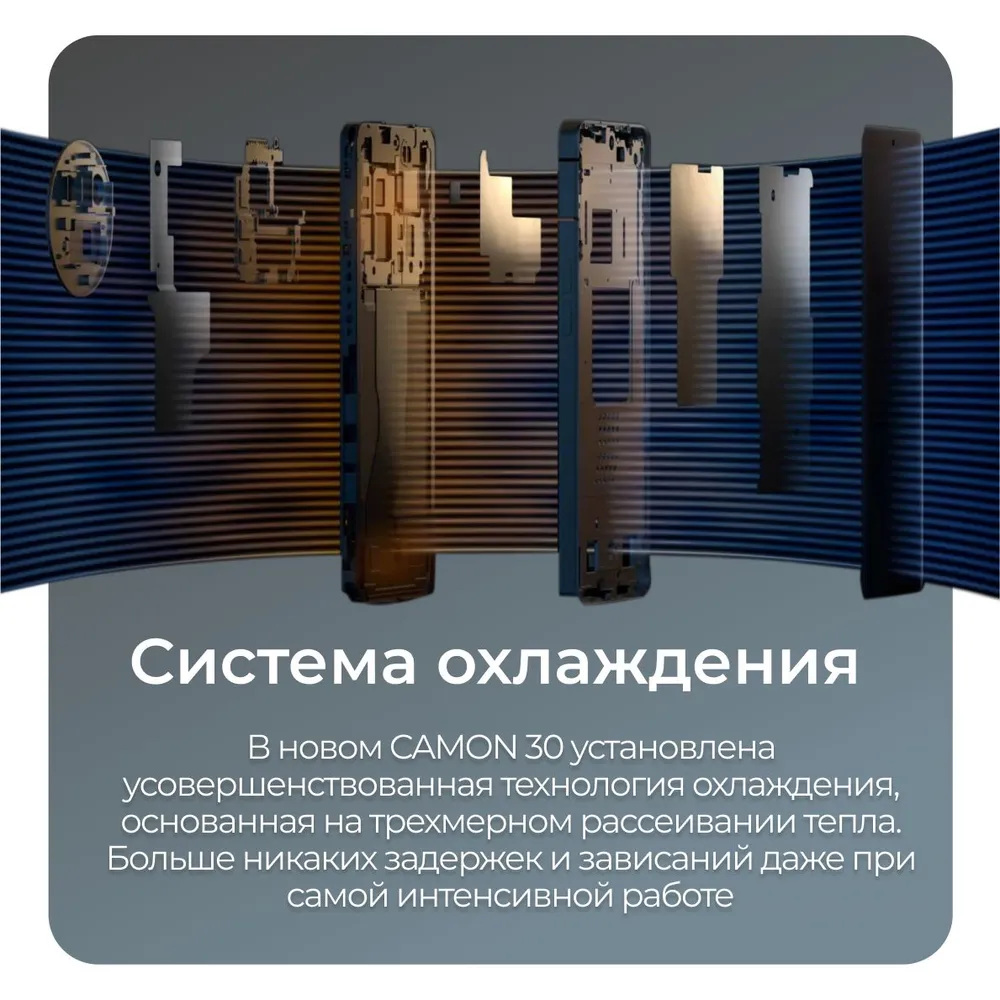 Система охлаждения
В новом CAMON 30 установлена
усовершенствованная технология охлаждения,
основанная на трехмерном рассеивании тепла.
Больше никаких задержек и зависаний даже при
самой интенсивной работе